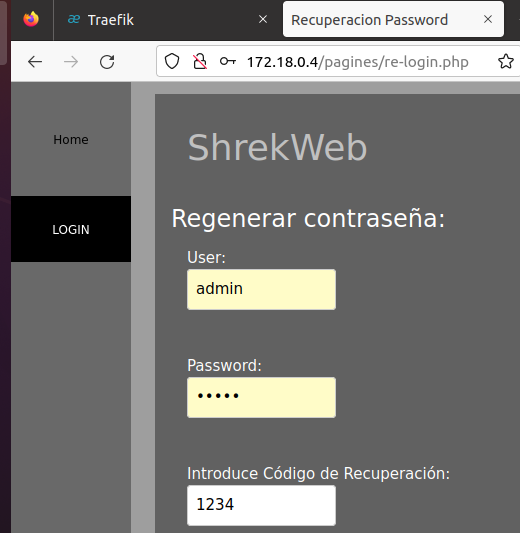 Traefik
Recuperacion Password
172.18.0.4/pagines/re-login.php
Home
LOGIN
ShrekWeb
Regenerar contraseña:
User:
admin
Password:
•••••
Introduce Código de Recuperación:
1234